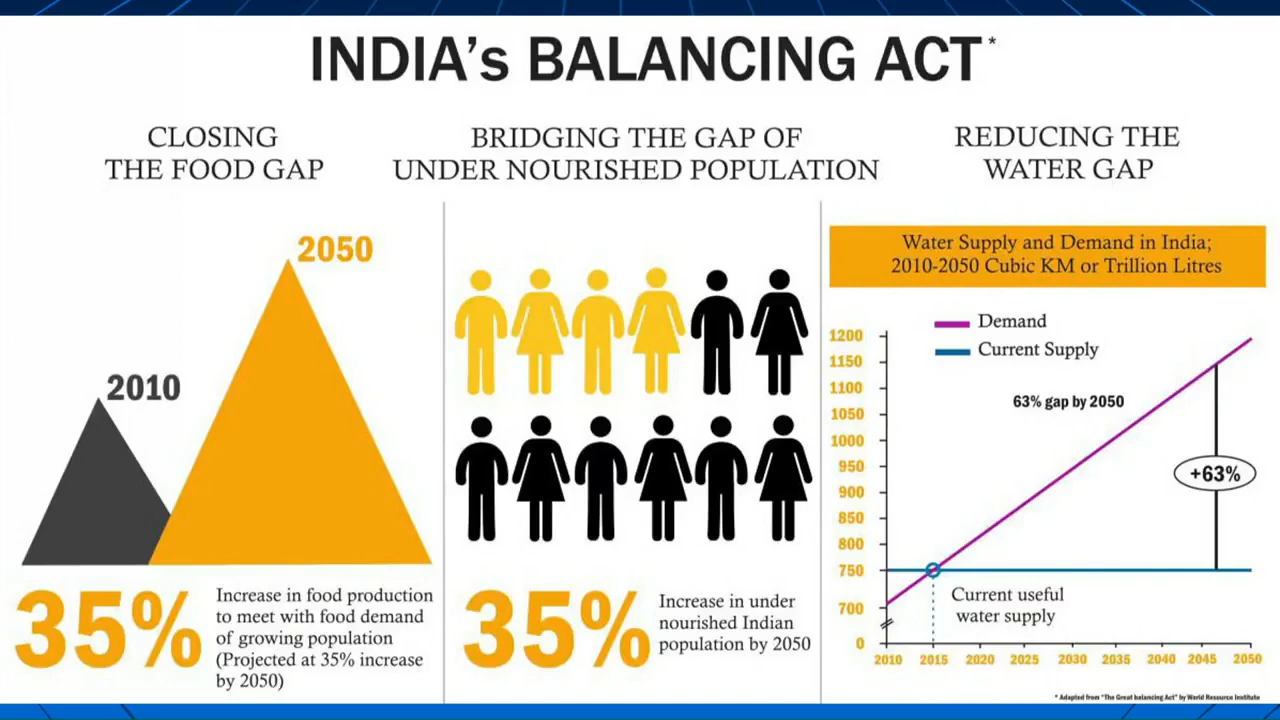 INDIA's BALANCING ACT*
CLOSING
THE FOOD GAP
2050
2010
35%
Increase in food production
to meet with food demand
of growing population
(Projected at 35% increase
by 2050)
BRIDGING THE GAP OF
UNDER NOURISHED POPULATION
35%
Increase in under
nourished Indian
population by 2050
REDUCING THE
WATER GAP
Water Supply and Demand in India;
2010-2050 Cubic KM or Trillion Litres
Demand
Current Supply
1200
1150
1100
1050
1000
950
900
850
800
750
700
0
63% gap by 2050
+63%
Current useful
water supply
2010 2015 2020 2025 2030 2035 2040 2045 2050
* Adapted from "The Great balancing Act" by World Resource Institute